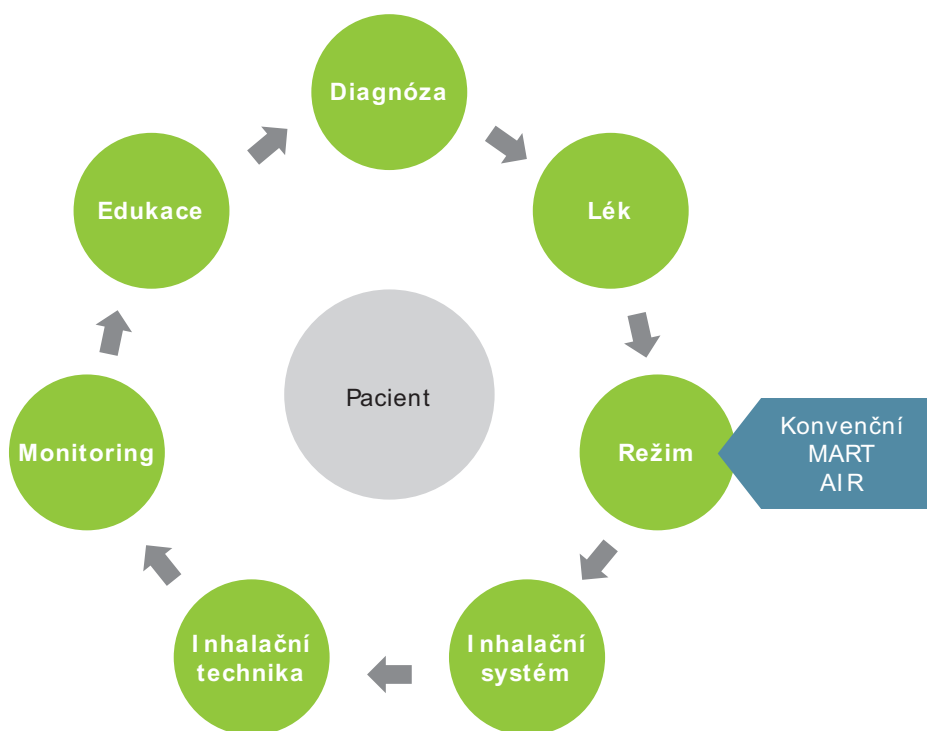 Diagnóza
Lék
Režim
Konvenční
MART
AIR
Inhalační
systém
Inhalační
technika
Monitoring
Edukace
Pacient